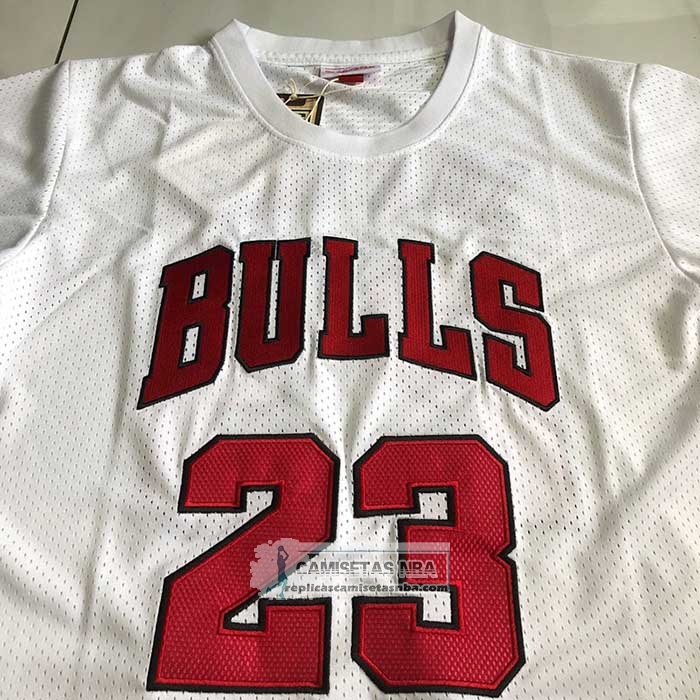 BULLS
23
CAMISETAS NBA
replicascamisetasnba.com